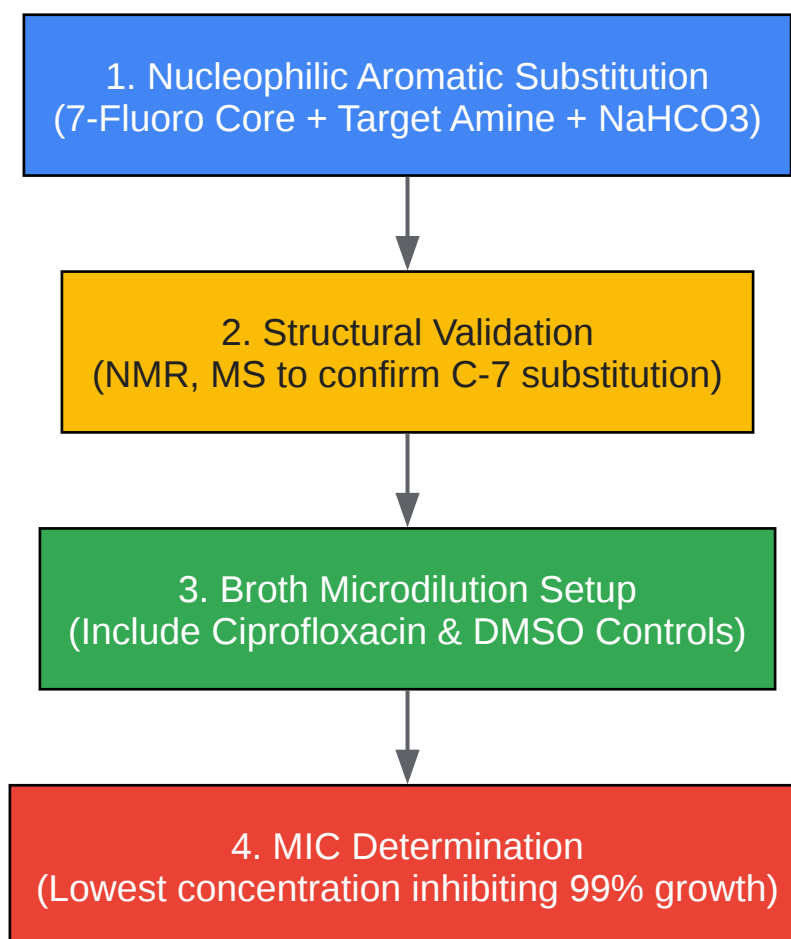 1. Nucleophilic Aromatic Substitution
(7-Fluoro Core + Target Amine + NaHCO3)
2. Structural Validation
(NMR, MS to confirm C-7 substitution)
3. Broth Microdilution Setup
(Include Ciprofloxacin & DMSO Controls)
4. MIC Determination
(Lowest concentration inhibiting 99% growth)